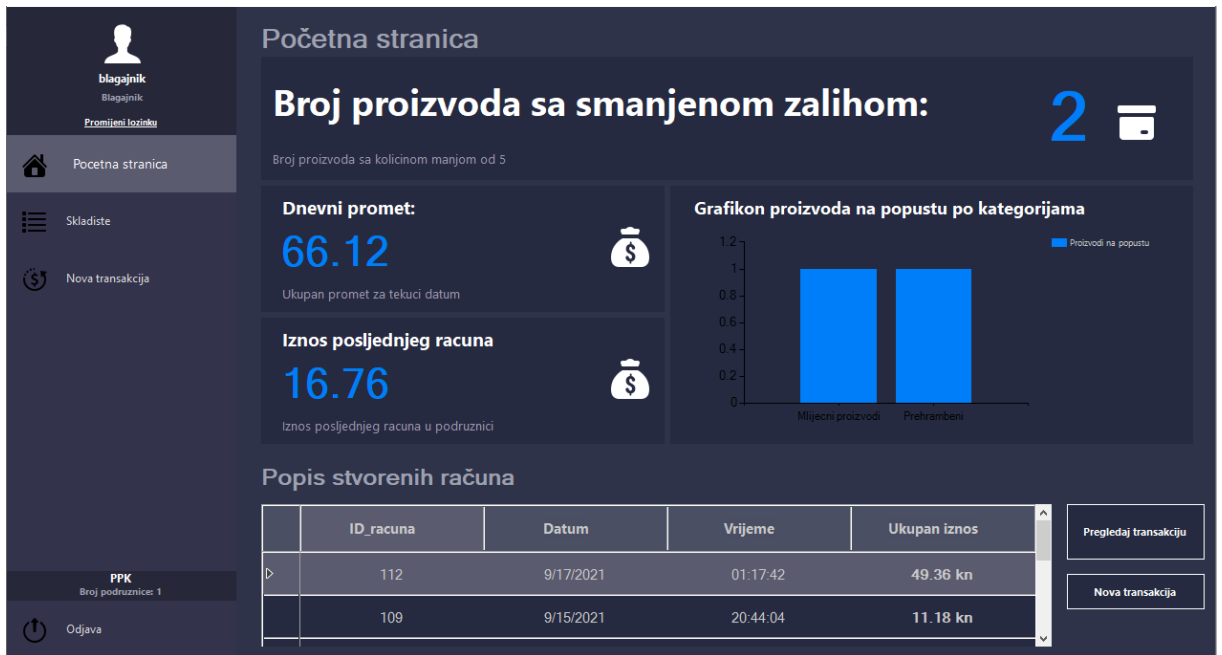 blagajnik
Blagajnik
Promijeni lozinku
Pocetna stranica
Skladiste
Nova transakcija
PPK
Broj podruznice: 1
Odjava
Početna stranica
Broj proizvoda sa smanjenom zalihom:
2
Broj proizvoda sa kolicinom manjom od 5
Dnevni promet:
66.12
$
Ukupan promet za tekuci datum
Iznos posljednjeg racuna
16.76
$
Iznos posljednjeg racuna u podruznici
Grafikon proizvoda na popustu po kategorijama
1.2
1
0.8
0.6
0.4
0.2
0
Mlijecni proizvodi Prehrambeni
Proizvodi na popustu
Popis stvorenih računa
ID_racuna Datum Vrijeme Ukupan iznos
112 9/17/2021 01:17:42 49.36 kn
109 9/15/2021 20:44:04 11.18 kn
Pregledaj transakciju
Nova transakcija